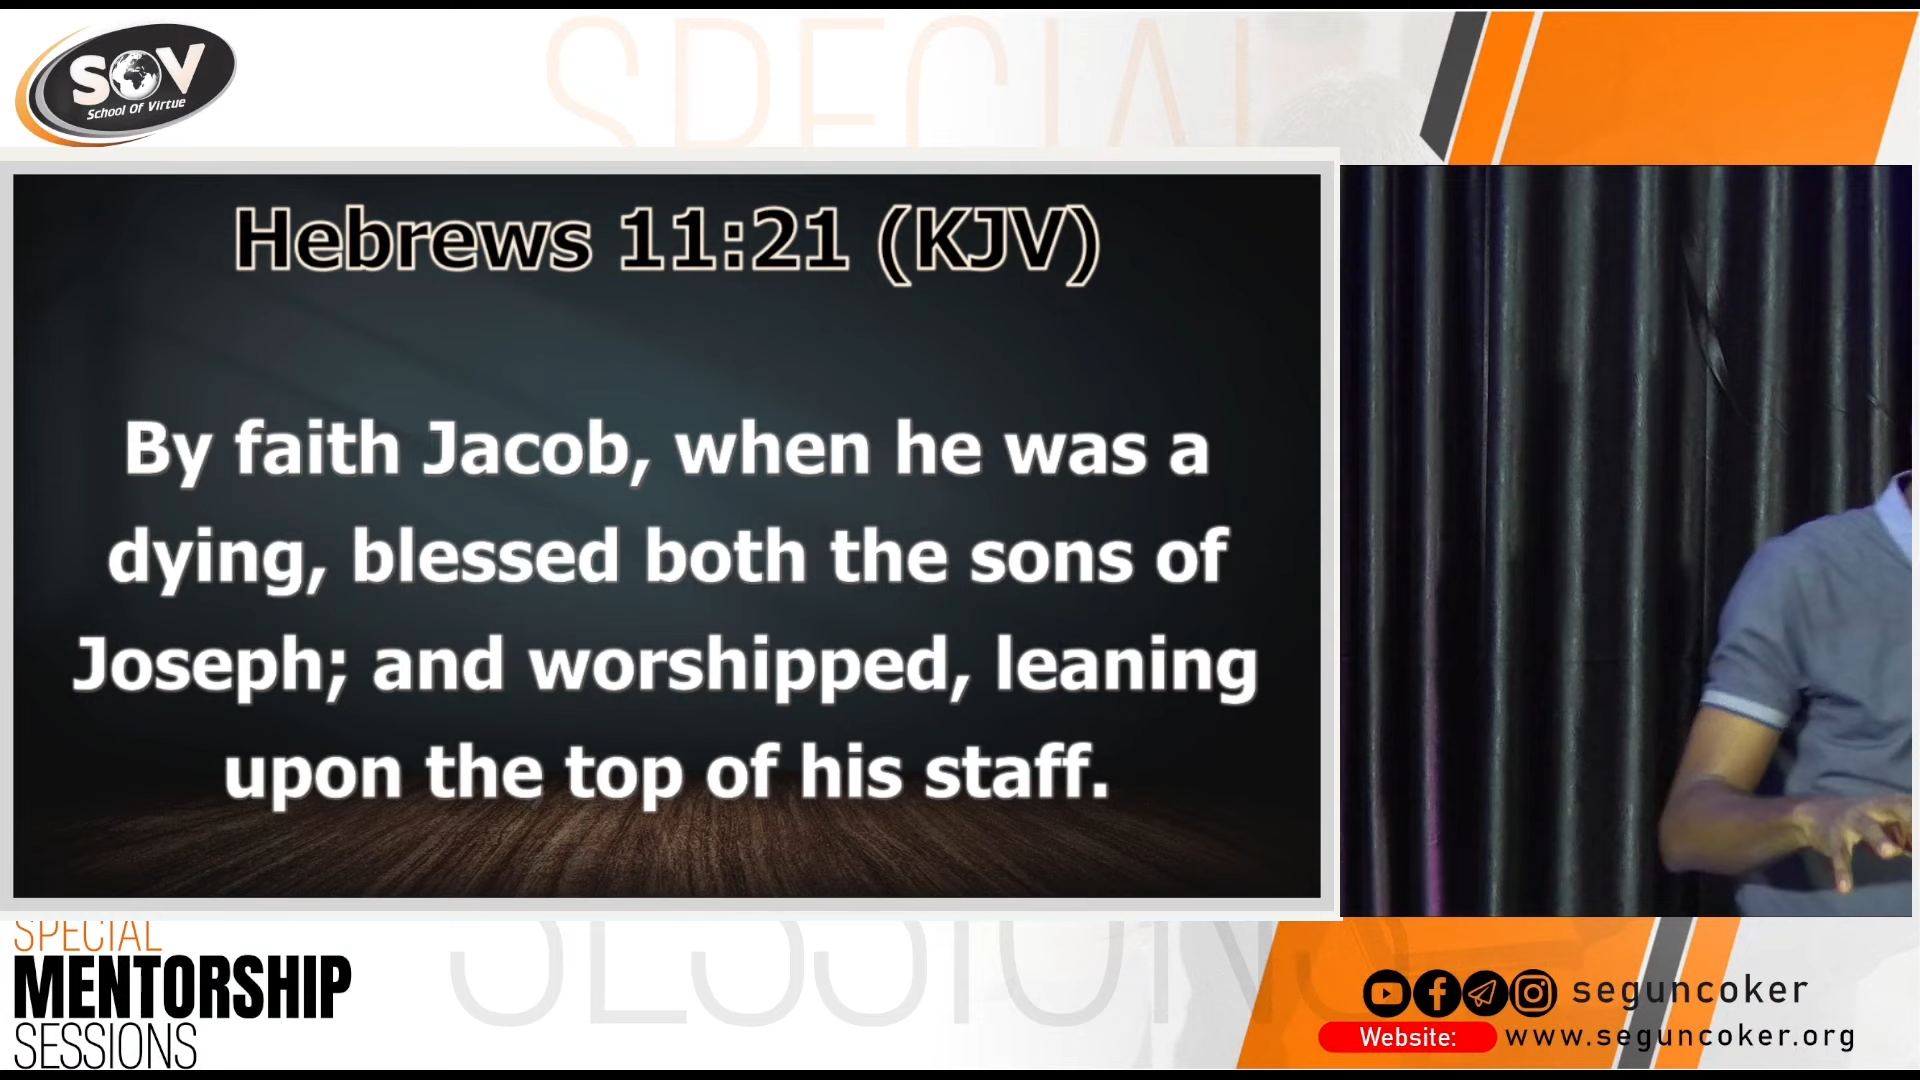 SPECIAL
SOV
School Of Virtue
Hebrews 11:21 (KJV)
By faith Jacob, when he was a
dying, blessed both the sons of
Joseph; and worshipped, leaning
upon the top of his staff.
SESSIONS
SPECIAL
MENTORSHIP
SESSIONS
seguncoker
Website: www.seguncoker.org